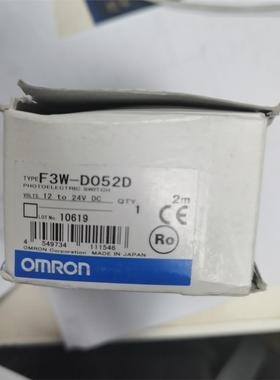 TYPE F3W-D052D
PHOTOELECTRIC SWITCH
VOLTS 12 to 24V DC QTY 2m
1 CE
LOT No. 10619
Ro
4 549734 111546
OMRON Corporation MADE IN JAPAN
OMRON